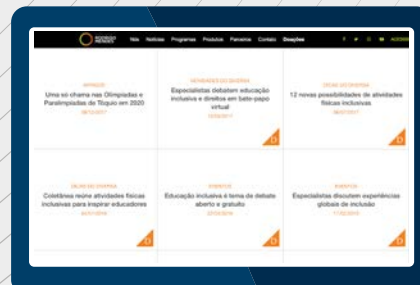 RODRIGO
MENDES
Nós Notícias Programas Produtos Parceiros Contato Doações
Uma só chama nas Olimpíadas e
Paralimpíadas de Tóquio em 2020
NOVIDADES DO DIVERSA
Especialistas debatem educação
inclusiva e direitos em bate-papo
virtual
12 novas possibilidades de atividades
físicas inclusivas
D
D
Coletânea reúne atividades físicas
inclusivas para inspirar educadores
D
EVENTOS
Educação inclusiva é tema de debate
aberto e gratuito
D
EVENTOS
Especialistas discutem experiências
globais de inclusão
D